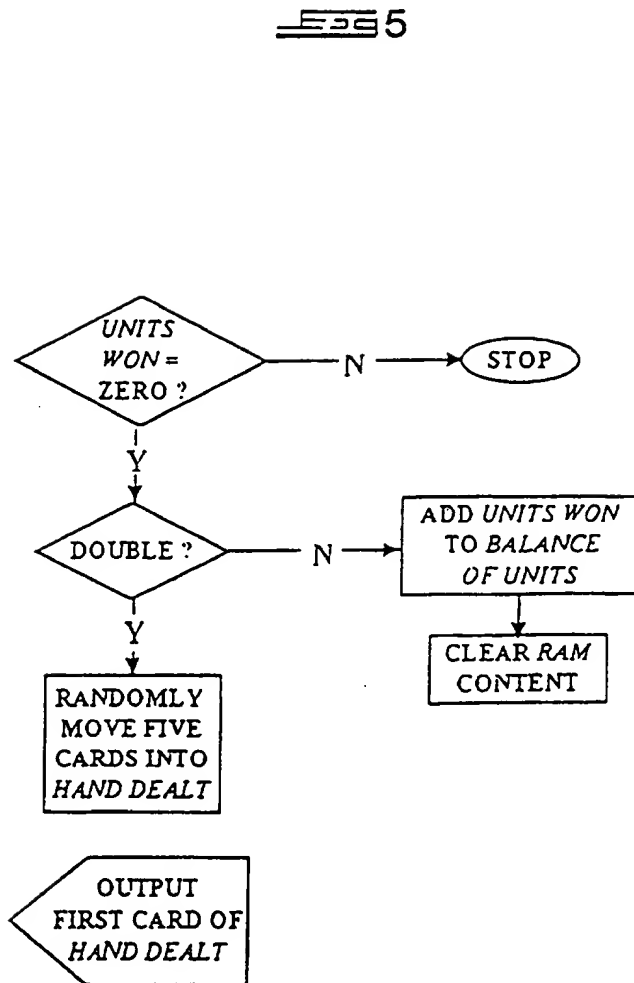 FIG 5
UNITS
WON =
ZERO ?
N
STOP
Y
DOUBLE ?
N
ADD UNITS WON
TO BALANCE
OF UNITS
Y
CLEAR RAM
CONTENT
RANDOMLY
MOVE FIVE
CARDS INTO
HAND DEALT
OUTPUT
FIRST CARD OF
HAND DEALT